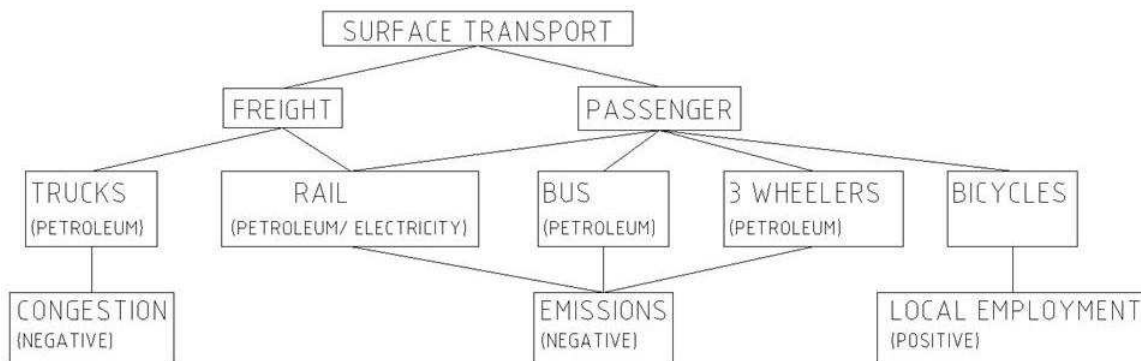 SURFACE TRANSPORT
FREIGHT
PASSENGER
TRUCKS
(PETROLEUM)
RAIL
(PETROLEUM/ ELECTRICITY)
BUS
(PETROLEUM)
3 WHEELERS
(PETROLEUM)
BICYCLES
CONGESTION
(NEGATIVE)
EMISSIONS
(NEGATIVE)
LOCAL EMPLOYMENT
(POSITIVE)